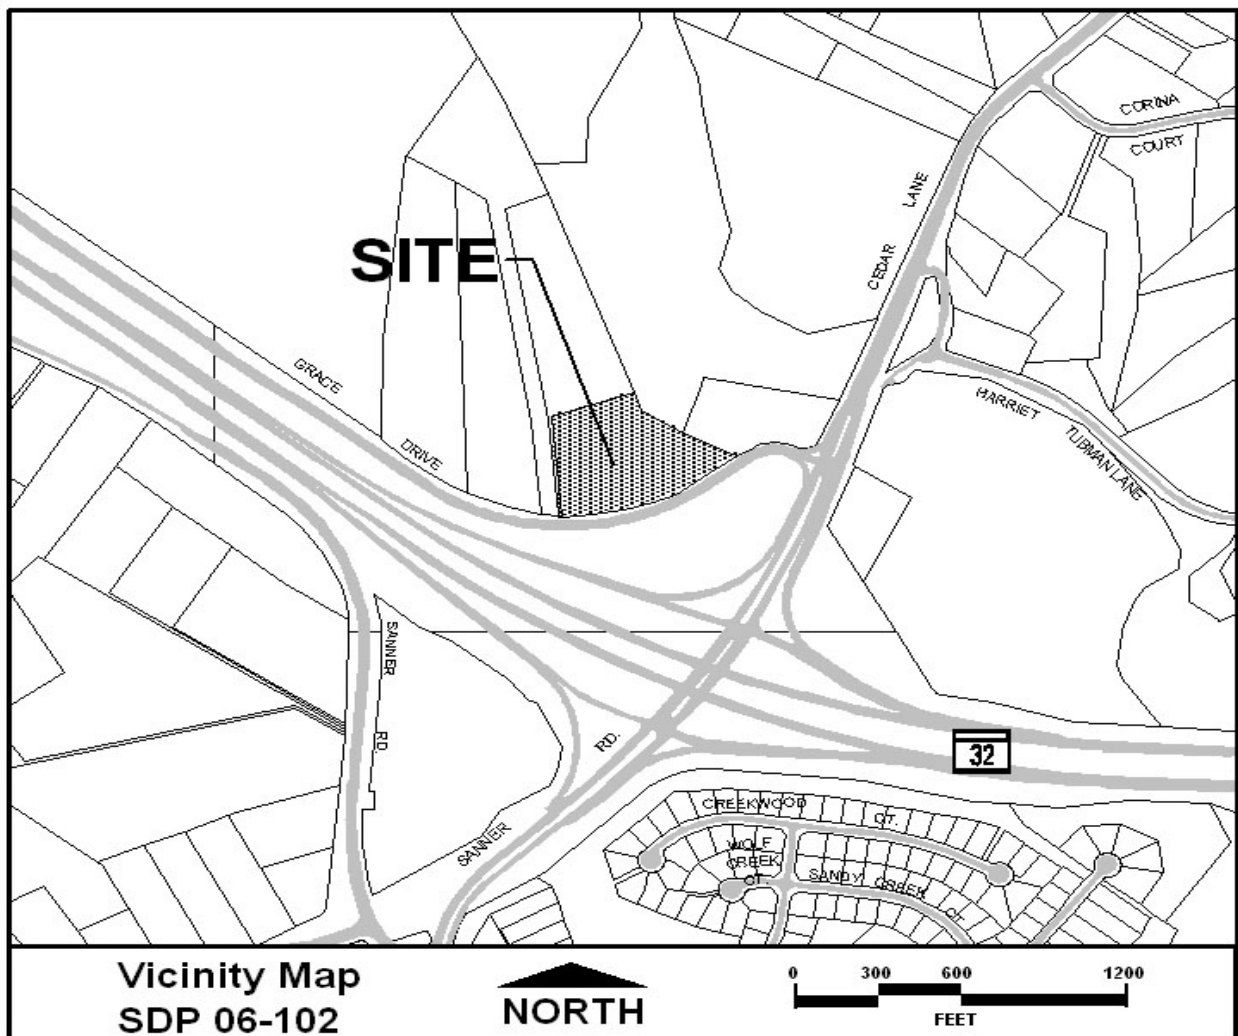 CORINA
COURT
LANE
CEDAR
SITE
GRACE
DRIVE
HARRIET
TUBMAN LANE
SANNER
RD.
RD.
32
SANNER
CREEKWOOD
CT.
WOLF
CREEK
CT.
SANDY CREEK
CT.
Vicinity Map
SDP 06-102
NORTH
0 300 600 1200
FEET